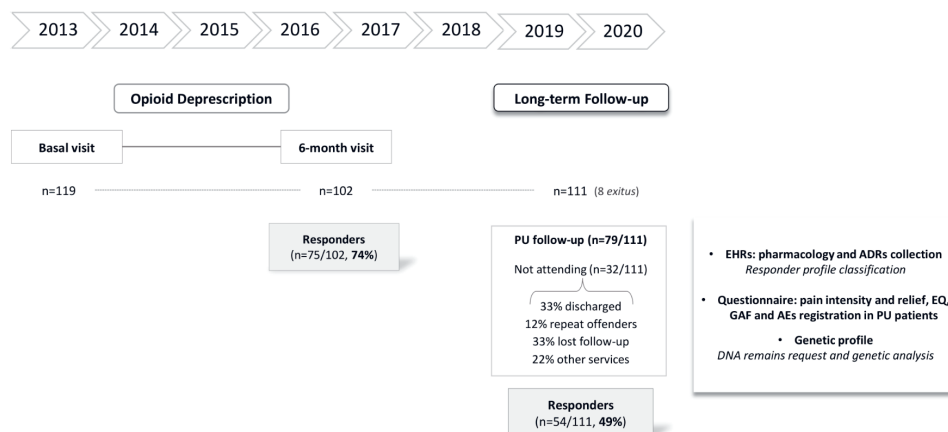 2013 2014 2015 2016 2017 2018 2019 2020
Opioid Deprescription
Long-term Follow-up
Basal visit
6-month visit
n=119
n=102
n=111 (8 exitus)
Responders
(n=75/102, 74%)
PU follow-up (n=79/111)
Not attending (n=32/111)
33% discharged
12% repeat offenders
33% lost follow-up
22% other services
Responders
(n=54/111, 49%)
• EHRs: pharmacology and ADRs collection
Responder profile classification
• Questionnaire: pain intensity and relief, EQ,
GAF and AEs registration in PU patients
• Genetic profile
DNA remains request and genetic analysis